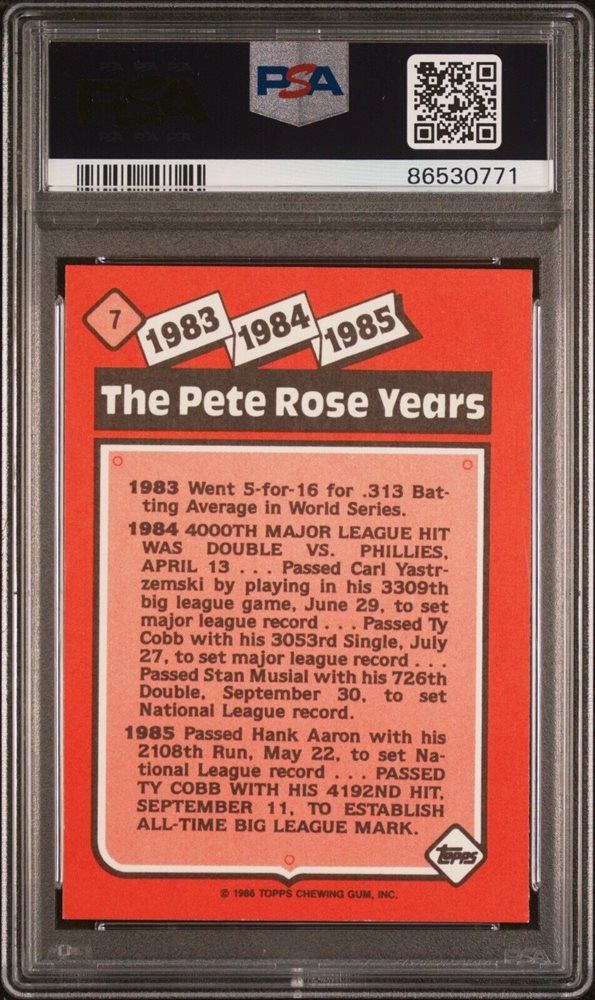 PSA
86530771
7
1983 1984 1985
The Pete Rose Years
1983 Went 5-for-16 for .313 Bat-
ting Average in World Series.
1984 4000TH MAJOR LEAGUE HIT
WAS DOUBLE VS. PHILLIES,
APRIL 13 . . . Passed Carl Yastr-
zemski by playing in his 3309th
big league game, June 29, to set
major league record . . . Passed Ty
Cobb with his 3053rd Single, July
27, to set major league record . . .
Passed Stan Musial with his 726th
Double, September 30, to set
National League record.
1985 Passed Hank Aaron with his
2108th Run, May 22, to set Na-
tional League record . . . PASSED
TY COBB WITH HIS 4192ND HIT,
SEPTEMBER 11, TO ESTABLISH
ALL-TIME BIG LEAGUE MARK.
Topps
© 1986 TOPPS CHEWING GUM, INC.
PSA